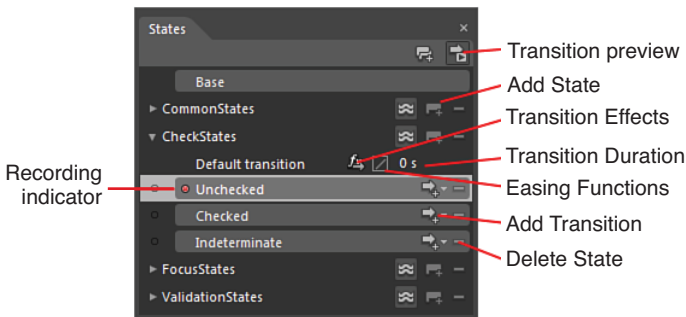 States
Transition preview
Base
Add State
CommonStates
Transition Effects
CheckStates
Default transition
fx
0 s
Transition Duration
Recording
indicator
Unchecked
Easing Functions
Checked
Add Transition
Indeterminate
Delete State
FocusStates
ValidationStates